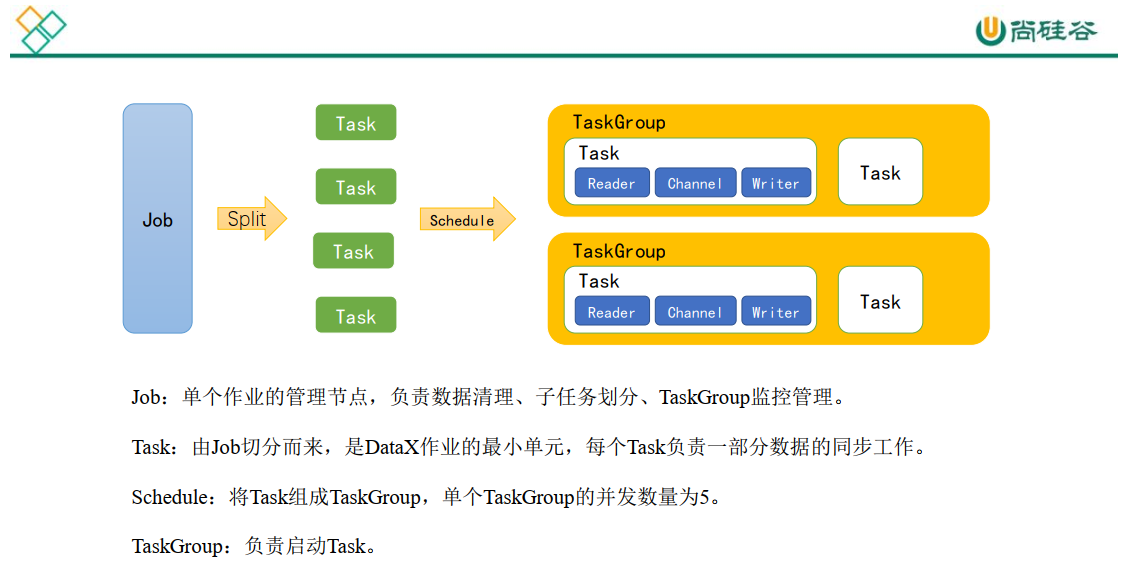 尚硅谷
Job
Split
Task
Task
Task
Task
Schedule
TaskGroup
Task
Reader
Channel
Writer
Task
TaskGroup
Task
Reader
Channel
Writer
Task
Job：单个作业的管理节点，负责数据清理、子任务划分、TaskGroup监控管理。
Task：由Job切分而来，是DataX作业的最小单元，每个Task负责一部分数据的同步工作。
Schedule：将Task组成TaskGroup，单个TaskGroup的并发数量为5。
TaskGroup：负责启动Task。